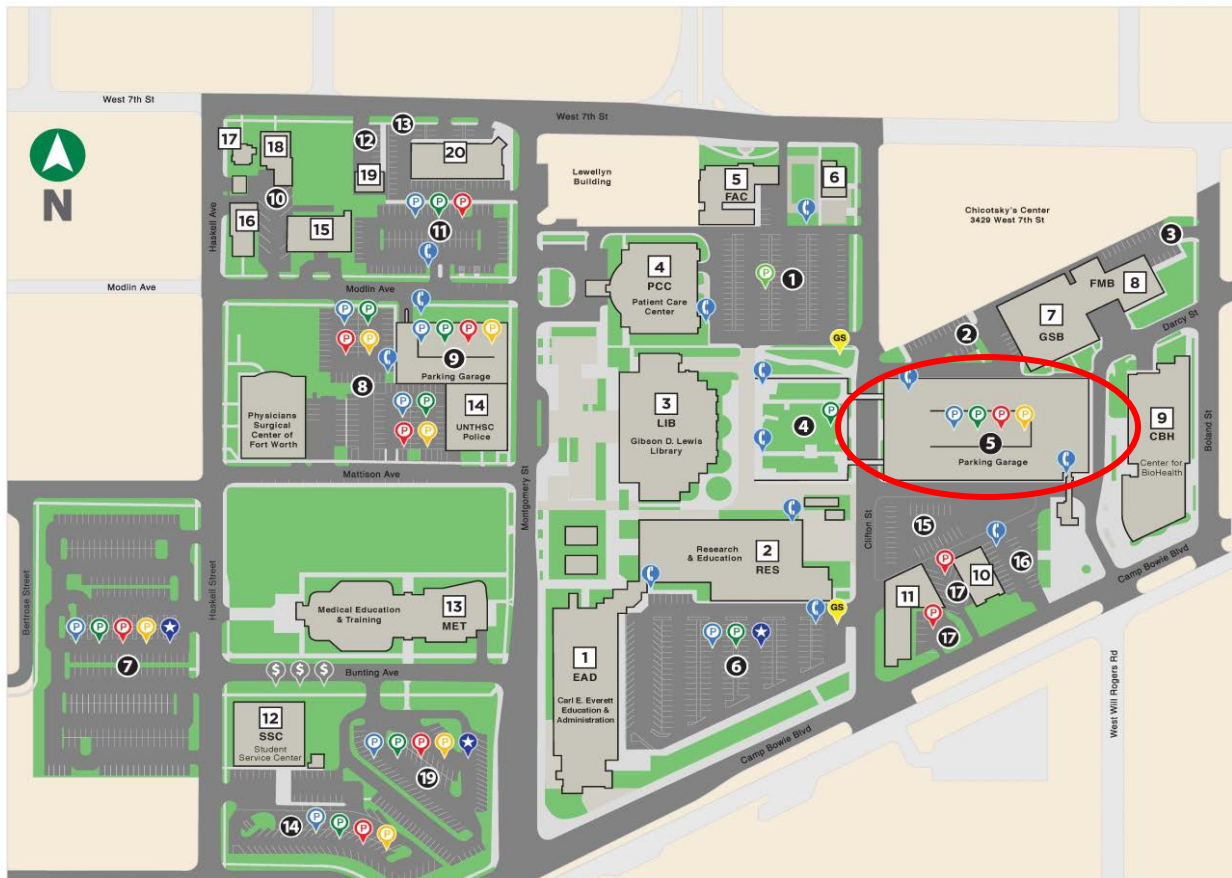 West 7th St
West 7th St
N
17
18
12
13
19
20
10
16
15
P
P
P
11
Haskell Ave
Modlin Ave
Modlin Ave
Lewellyn
Building
5
FAC
6
Chicotsky's Center
3429 West 7th St
3
FMB
8
7
GSB
2
Darcy St
4
PCC
Patient Care
Center
P
1
GS
P
P
P
P
8
P
P
P
P
9
Parking Garage
P
P
P
P
14
UNTHSC
Police
Physicians
Surgical
Center of
Fort Worth
Mattison Ave
Montgomery St
3
LIB
Gibson D. Lewis
Library
P
4
P
P
P
P
5
Parking Garage
9
CBH
Center for
BioHealth
Boland St
Clifton St
Research
& Education
2
RES
15
16
P
10
17
11
P
17
GS
Camp Bowie Blvd
West Will Rogers Rd
Bertrose Street
P
P
P
P
7
Haskell Street
Medical Education
& Training
13
MET
$
$
$
Bunting Ave
12
SSC
Student
Service Center
P
P
P
P
19
14
P
P
P
P
1
EAD
Carl E. Everett
Education &
Administration
P
P
6
Camp Bowie Blvd